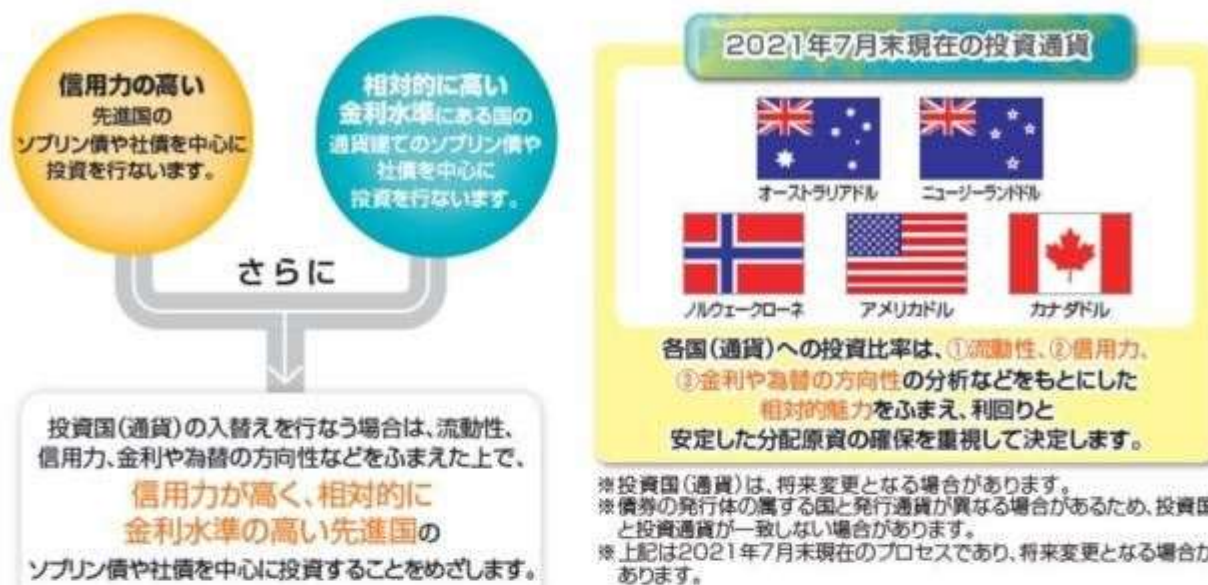 信用力の高い
先進国の
ソブリン債や社債を中心に
投資を行ないます。
相対的に高い
金利水準にある国の
通貨建てのソブリン債や
社債を中心に
投資を行ないます。
さらに
投資国(通貨)の入替えを行なう場合は、流動性、
信用力、金利や為替の方向性などをふまえた上で、
信用力が高く、相対的に
金利水準の高い先進国の
ソブリン債や社債を中心に投資することをめざします。
2021年7月末現在の投資通貨
オーストラリアドル
ニュージーランドドル
ノルウェークローネ
アメリカドル
カナダドル
各国(通貨)への投資比率は、①流動性、②信用力、
③金利や為替の方向性の分析などをもとにした
相対的魅力をふまえ、利回りと
安定した分配原資の確保を重視して決定します。
※投資国(通貨)は、将来変更となる場合があります。
※債券の発行体の属する国と発行通貨が異なる場合があるため、投資国
と投資通貨が一致しない場合があります。
※上記は2021年7月末現在のプロセスであり、将来変更となる場合が
あります。